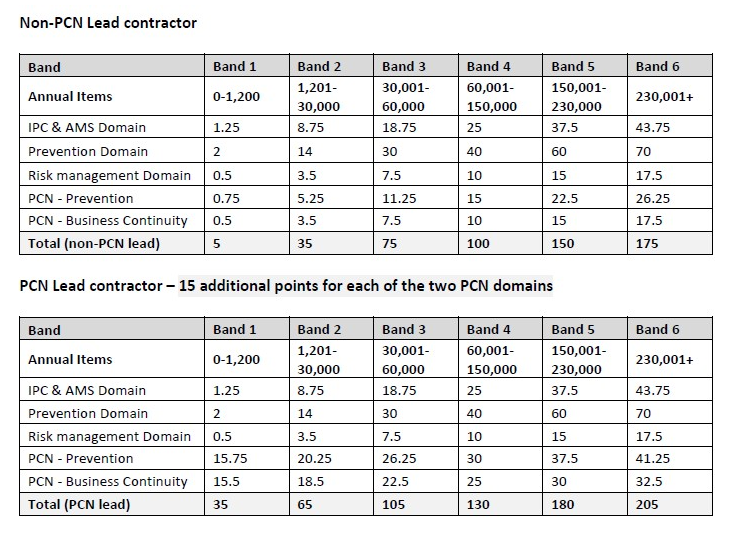 Non-PCN Lead contractor
Band Band 1 Band 2 Band 3 Band 4 Band 5 Band 6
Annual Items 0-1,200 1,201-30,000 30,001-60,000 60,001-150,000 150,001-230,000 230,001+
IPC & AMS Domain 1.25 8.75 18.75 25 37.5 43.75
Prevention Domain 2 14 30 40 60 70
Risk management Domain 0.5 3.5 7.5 10 15 17.5
PCN - Prevention 0.75 5.25 11.25 15 22.5 26.25
PCN - Business Continuity 0.5 3.5 7.5 10 15 17.5
Total (non-PCN lead) 5 35 75 100 150 175
PCN Lead contractor – 15 additional points for each of the two PCN domains
Band Band 1 Band 2 Band 3 Band 4 Band 5 Band 6
Annual Items 0-1,200 1,201-30,000 30,001-60,000 60,001-150,000 150,001-230,000 230,001+
IPC & AMS Domain 1.25 8.75 18.75 25 37.5 43.75
Prevention Domain 2 14 30 40 60 70
Risk management Domain 0.5 3.5 7.5 10 15 17.5
PCN - Prevention 15.75 20.25 26.25 30 37.5 41.25
PCN - Business Continuity 15.5 18.5 22.5 25 30 32.5
Total (PCN lead) 35 65 105 130 180 205